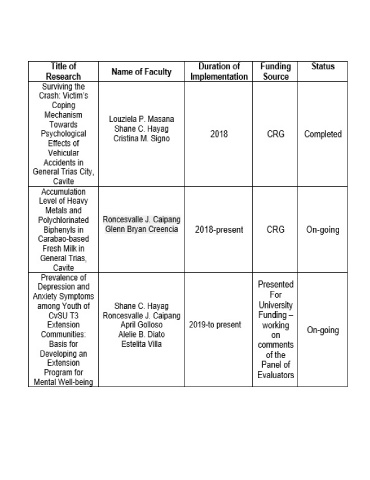 Title of
Research
Name of Faculty
Duration of
Implementation
Funding
Source
Status
Surviving the
Crash: Victim's
Coping
Mechanism
Towards
Psychological
Effects of
Vehicular
Accidents in
General Trias City,
Cavite
Louziela P. Masana
Shane C. Hayag
Cristina M. Signo
2018
CRG
Completed
Accumulation
Level of Heavy
Metals and
Polychlorinated
Biphenyls in
Carabao-based
Fresh Milk in
General Trias,
Cavite
Roncesvalle J. Caipang
Glenn Bryan Creencia
2018-present
CRG
On-going
Prevalence of
Depression and
Anxiety Symptoms
among Youth of
CvSU T3
Extension
Communities:
Basis for
Developing an
Extension
Program for
Mental Well-being
Shane C. Hayag
Roncesvalle J. Caipang
April Golloso
Alelie B. Diato
Estelita Villa
2019-to present
Presented
For
University
Funding –
working
on
comments
of the
Panel of
Evaluators
On-going